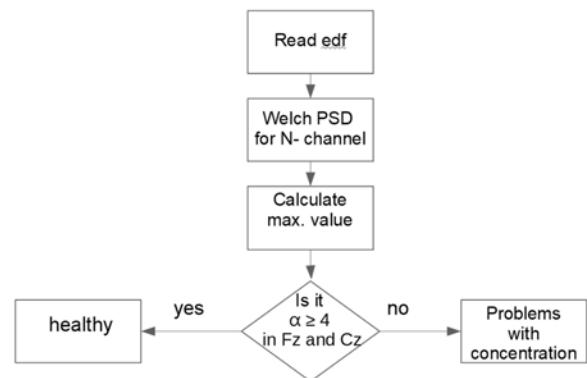 Read edf
Welch PSD
for N- channel
Calculate
max. value
Is it
α ≥ 4
in Fz and Cz
yes
no
healthy
Problems
with
concentration